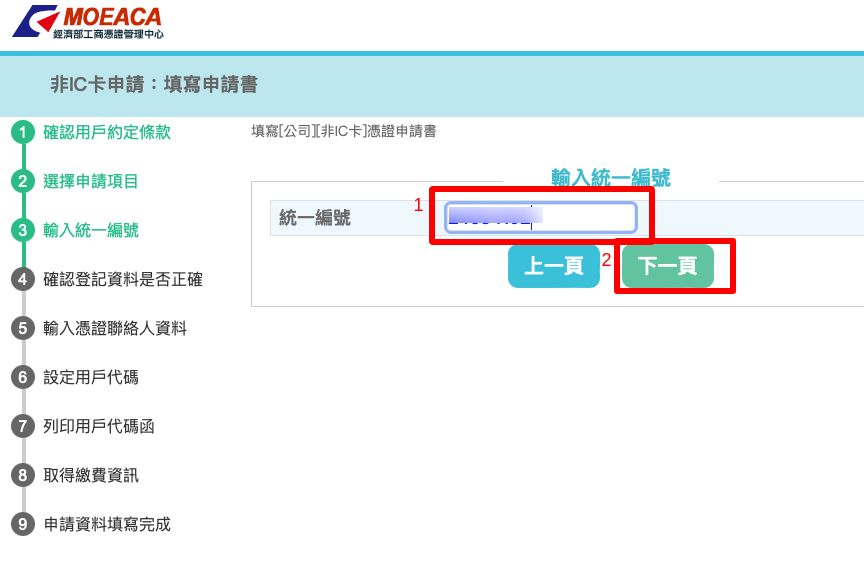 MOEACA
經濟部工商憑證管理中心
非IC卡申請：填寫申請書
1 確認用戶約定條款
2 選擇申請項目
3 輸入統一編號
4 確認登記資料是否正確
5 輸入憑證聯絡人資料
6 設定用戶代碼
7 列印用戶代碼函
8 取得繳費資訊
9 申請資料填寫完成
填寫[公司][非IC卡]憑證申請書
輸入統一編號
1
統一編號
上一頁
2
下一頁